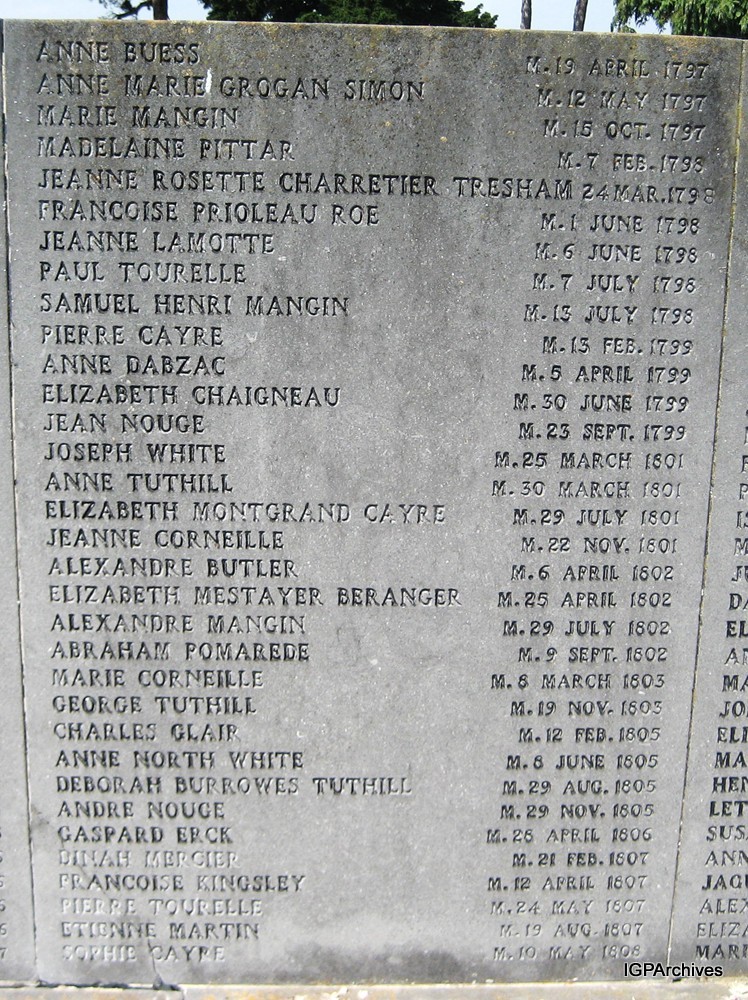 ANNE BUESS M. 19 APRIL 1797
ANNE MARIE GROGAN SIMON M. 12 MAY 1797
MARIE MANGIN M. 15 OCT. 1797
MADELAINE PITTAR M. 7 FEB. 1798
JEANNE ROSETTE CHARRETIER TRESHAM 24 MAR. 1798
FRANCOISE PRIOLEAU ROE M. 1 JUNE 1798
JEANNE LAMOTTE M. 6 JUNE 1798
PAUL TOURELLE M. 7 JULY 1798
SAMUEL HENRI MANGIN M. 13 JULY 1798
PIERRE CAYRE M. 13 FEB. 1799
ANNE DABZAC M. 5 APRIL 1799
ELIZABETH CHAIGNEAU M. 30 JUNE 1799
JEAN NOUGE M. 23 SEPT. 1799
JOSEPH WHITE M. 25 MARCH 1801
ANNE TUTHILL M. 30 MARCH 1801
ELIZABETH MONTGRAND CAYRE M. 29 JULY 1801
JEANNE CORNEILLE M. 22 NOV. 1801
ALEXANDRE BUTLER M. 6 APRIL 1802
ELIZABETH MESTAYER BERANGER M. 25 APRIL 1802
ALEXANDRE MANGIN M. 29 JULY 1802
ABRAHAM POMAREDE M. 9 SEPT. 1802
MARIE CORNEILLE M. 8 MARCH 1803
GEORGE TUTHILL M. 19 NOV. 1803
CHARLES GLAIR M. 12 FEB. 1805
ANNE NORTH WHITE M. 8 JUNE 1805
DEBORAH BURROWES TUTHILL M. 29 AUG. 1805
ANDRE NOUGE M. 29 NOV. 1805
GASPARD ERCK M. 28 APRIL 1806
DINAH MERCIER M. 21 FEB. 1807
FRANCOISE KINGSLEY M. 12 APRIL 1807
PIERRE TOURELLE M. 24 MAY 1807
ETIENNE MARTIN M. 19 AUG. 1807
SOPHIE CAYRE M. 10 MAY 1808
IGPArchives